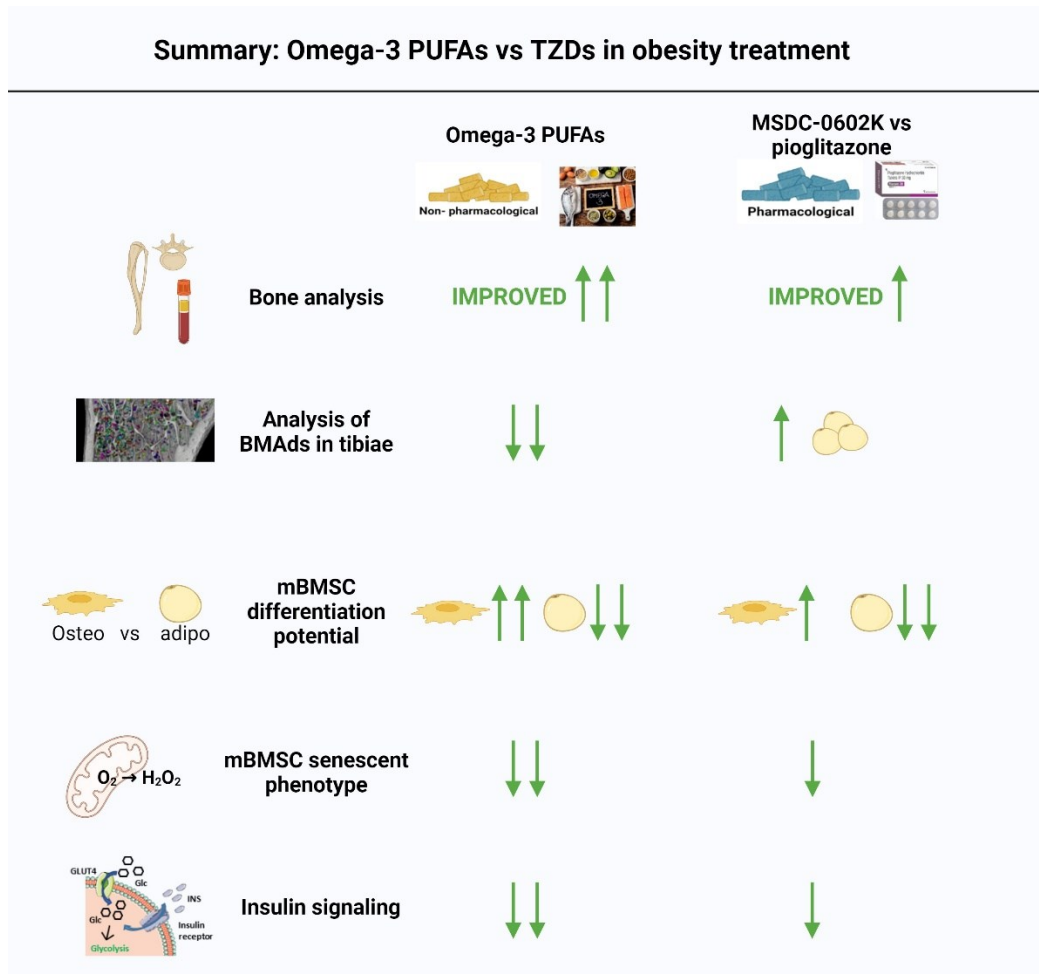 Summary: Omega-3 PUFAs vs TZDs in obesity treatment
Omega-3 PUFAs
MSDC-0602K vs
pioglitazone
Non- pharmacological
OMEGA
3
Pharmacological
Bone analysis
IMPROVED
IMPROVED
Analysis of
BMAds in tibiae
mBMSC
differentiation
potential
Osteo vs adipo
O₂ → H₂O₂
mBMSC senescent
phenotype
GLUT4
Glc
INS
Glc
Insulin
receptor
Glycolysis
Insulin signaling